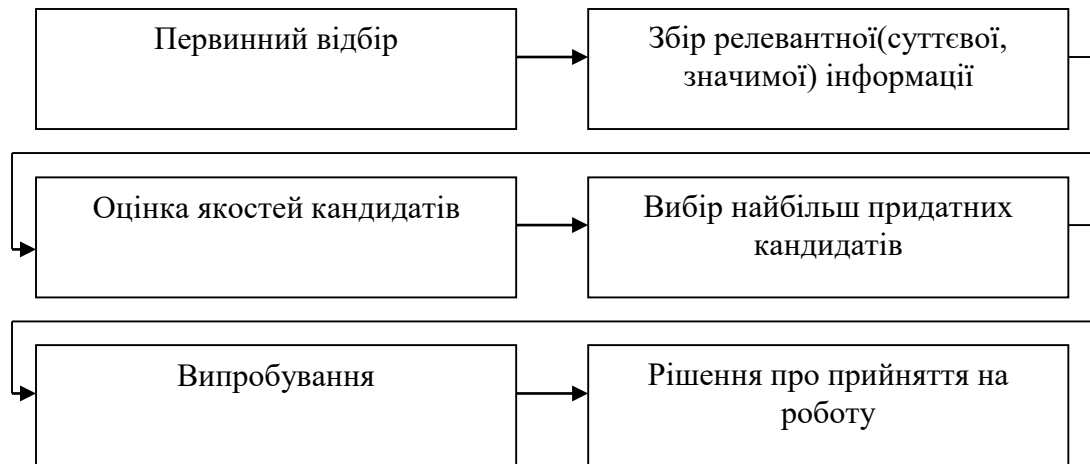 Первинний відбір
Збір релевантної(суттєвої,
значимої) інформації
Оцінка якостей кандидатів
Вибір найбільш придатних
кандидатів
Випробування
Рішення про прийняття на
роботу